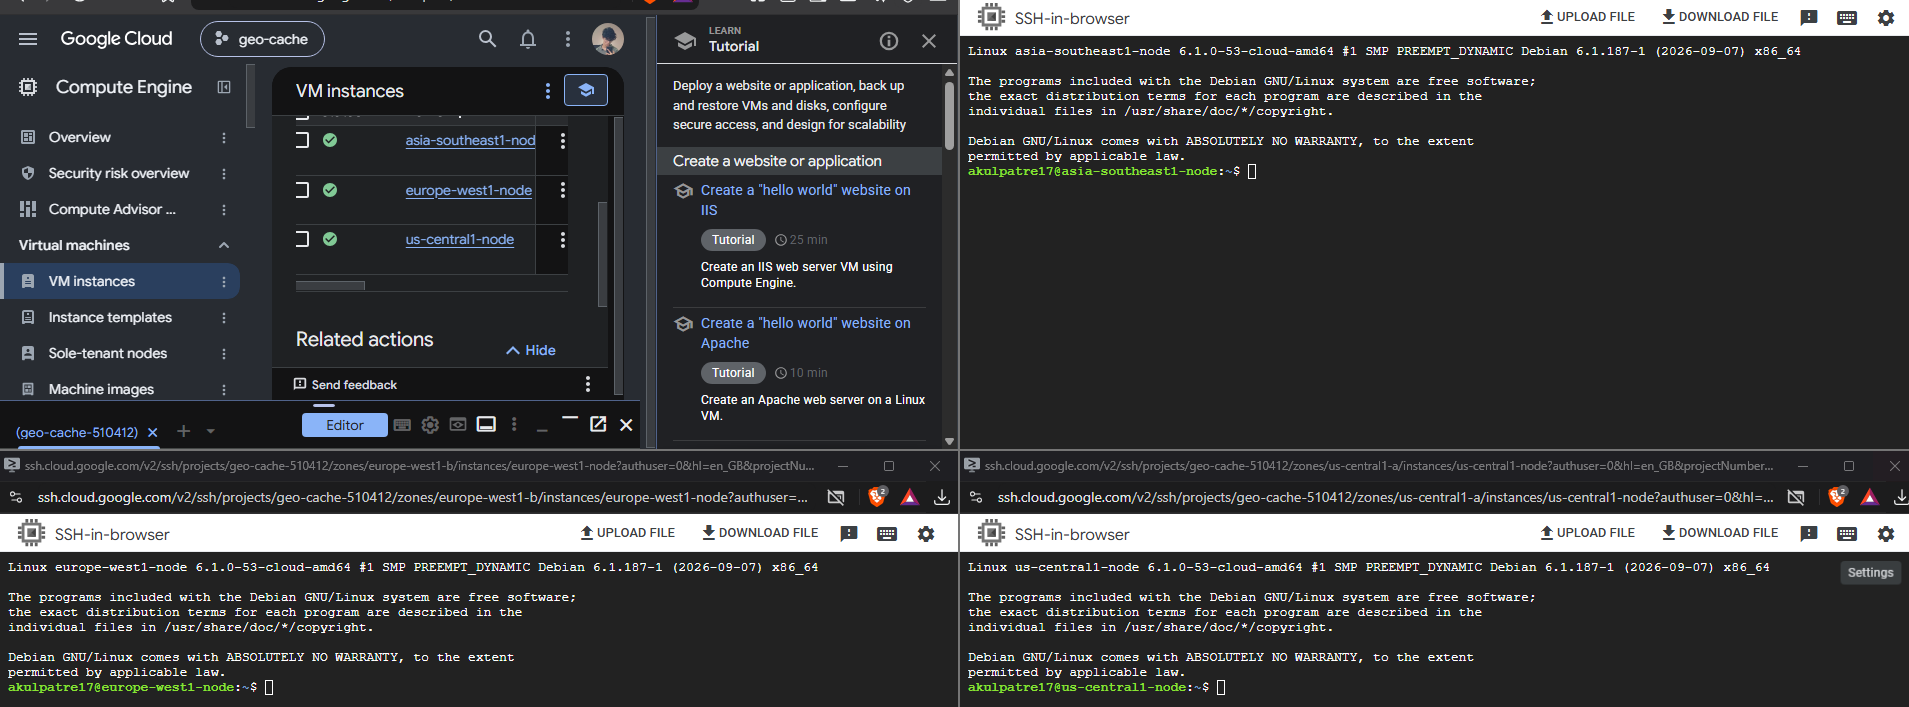 Google Cloud
geo-cache
Compute Engine
Overview
Security risk overview
Compute Advisor ...
Virtual machines
VM instances
Instance templates
Sole-tenant nodes
Machine images
VM instances
asia-southeast1-nod
europe-west1-node
us-central1-node
Related actions
Hide
Send feedback
(geo-cache-510412)
Editor
LEARN
Tutorial
Deploy a website or application, back up
and restore VMs and disks, configure
secure access, and design for scalability
Create a website or application
Create a "hello world" website on
IIS
Tutorial
25 min
Create an IIS web server VM using
Compute Engine.
Create a "hello world" website on
Apache
Tutorial
10 min
Create an Apache web server on a Linux
VM.
SSH-in-browser
UPLOAD FILE
DOWNLOAD FILE
Linux asia-southeast1-node 6.1.0-53-cloud-amd64 #1 SMP PREEMPT_DYNAMIC Debian 6.1.187-1 (2026-09-07) x86_64
The programs included with the Debian GNU/Linux system are free software;
the exact distribution terms for each program are described in the
individual files in /usr/share/doc/*/copyright.
Debian GNU/Linux comes with ABSOLUTELY NO WARRANTY, to the extent
permitted by applicable law.
akulpatre17@asia-southeast1-node:~$
ssh.cloud.google.com/v2/ssh/projects/geo-cache-510412/zones/europe-west1-b/instances/europe-west1-node?authuser=0&hl=en_GB&projectNu...
ssh.cloud.google.com/v2/ssh/projects/geo-cache-510412/zones/europe-west1-b/instances/europe-west1-node?authuser=...
2
SSH-in-browser
UPLOAD FILE
DOWNLOAD FILE
Linux europe-west1-node 6.1.0-53-cloud-amd64 #1 SMP PREEMPT_DYNAMIC Debian 6.1.187-1 (2026-09-07) x86_64
The programs included with the Debian GNU/Linux system are free software;
the exact distribution terms for each program are described in the
individual files in /usr/share/doc/*/copyright.
Debian GNU/Linux comes with ABSOLUTELY NO WARRANTY, to the extent
permitted by applicable law.
akulpatre17@europe-west1-node:~$
ssh.cloud.google.com/v2/ssh/projects/geo-cache-510412/zones/us-central1-a/instances/us-central1-node?authuser=0&hl=en_GB&projectNumber...
ssh.cloud.google.com/v2/ssh/projects/geo-cache-510412/zones/us-central1-a/instances/us-central1-node?authuser=0&hl=...
2
SSH-in-browser
UPLOAD FILE
DOWNLOAD FILE
Settings
Linux us-central1-node 6.1.0-53-cloud-amd64 #1 SMP PREEMPT_DYNAMIC Debian 6.1.187-1 (2026-09-07) x86_64
The programs included with the Debian GNU/Linux system are free software;
the exact distribution terms for each program are described in the
individual files in /usr/share/doc/*/copyright.
Debian GNU/Linux comes with ABSOLUTELY NO WARRANTY, to the extent
permitted by applicable law.
akulpatre17@us-central1-node:~$